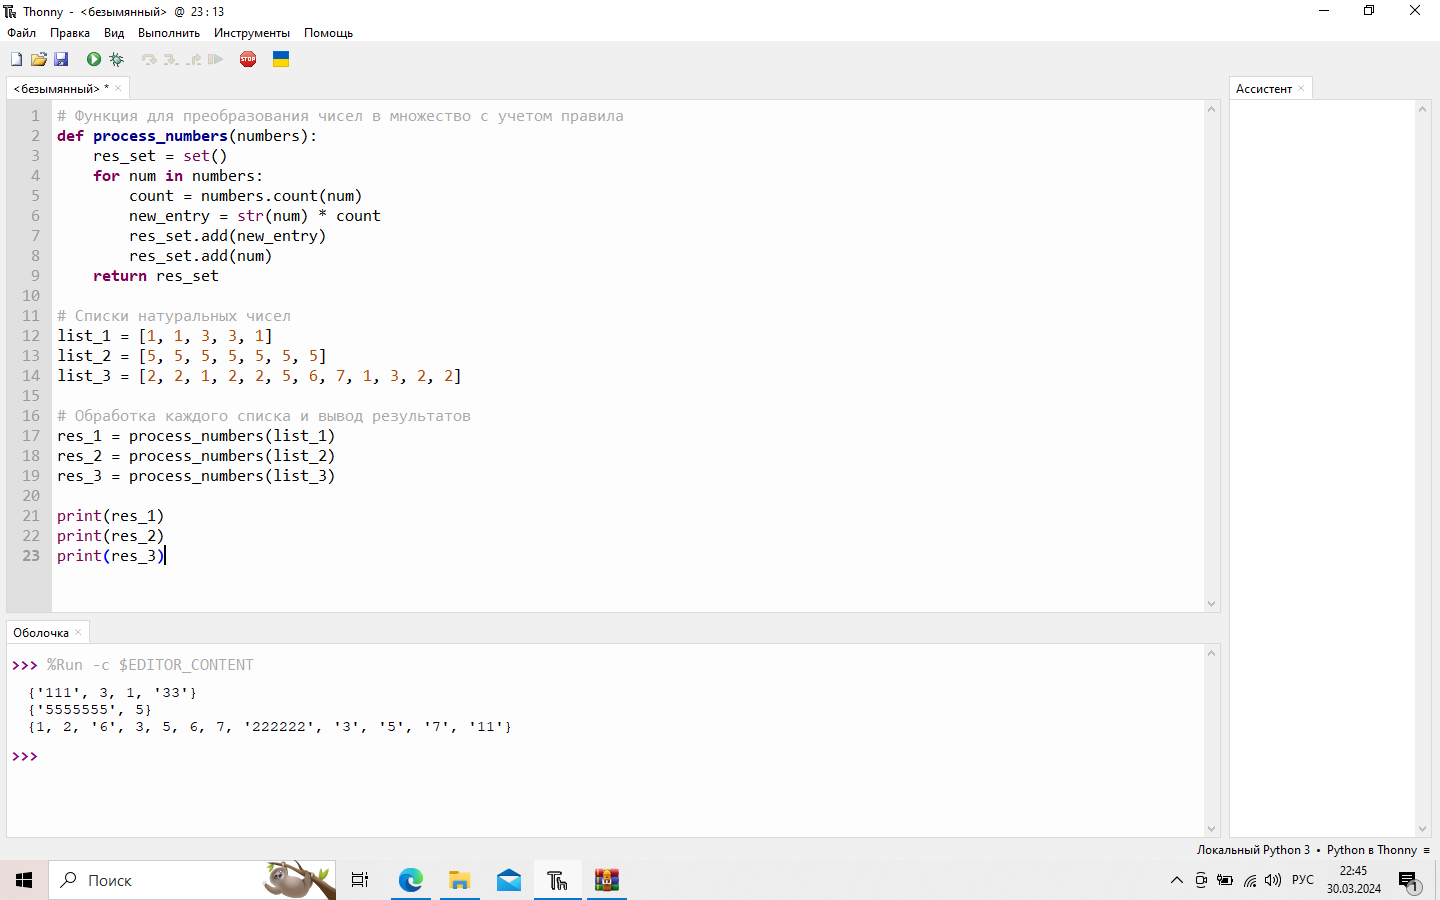 Thonny - <безымянный> @ 23 : 13
Файл Правка Вид Выполнить Инструменты Помощь
STOP
<безымянный> * ×
Ассистент ×
1 # Функция для преобразования чисел в множество с учетом правила
2 def process_numbers(numbers):
3     res_set = set()
4     for num in numbers:
5         count = numbers.count(num)
6         new_entry = str(num) * count
7         res_set.add(new_entry)
8         res_set.add(num)
9     return res_set
10
11 # Списки натуральных чисел
12 list_1 = [1, 1, 3, 3, 1]
13 list_2 = [5, 5, 5, 5, 5, 5, 5]
14 list_3 = [2, 2, 1, 2, 2, 5, 6, 7, 1, 3, 2, 2]
15
16 # Обработка каждого списка и вывод результатов
17 res_1 = process_numbers(list_1)
18 res_2 = process_numbers(list_2)
19 res_3 = process_numbers(list_3)
20
21 print(res_1)
22 print(res_2)
23 print(res_3)
Оболочка ×
>>> %Run -c $EDITOR_CONTENT
{'111', 3, 1, '33'}
{'5555555', 5}
{1, 2, '6', 3, 5, 6, 7, '222222', '3', '5', '7', '11'}
>>>
Локальный Python 3 • Python в Thonny ≡
Поиск
РУС
22:45
30.03.2024
1